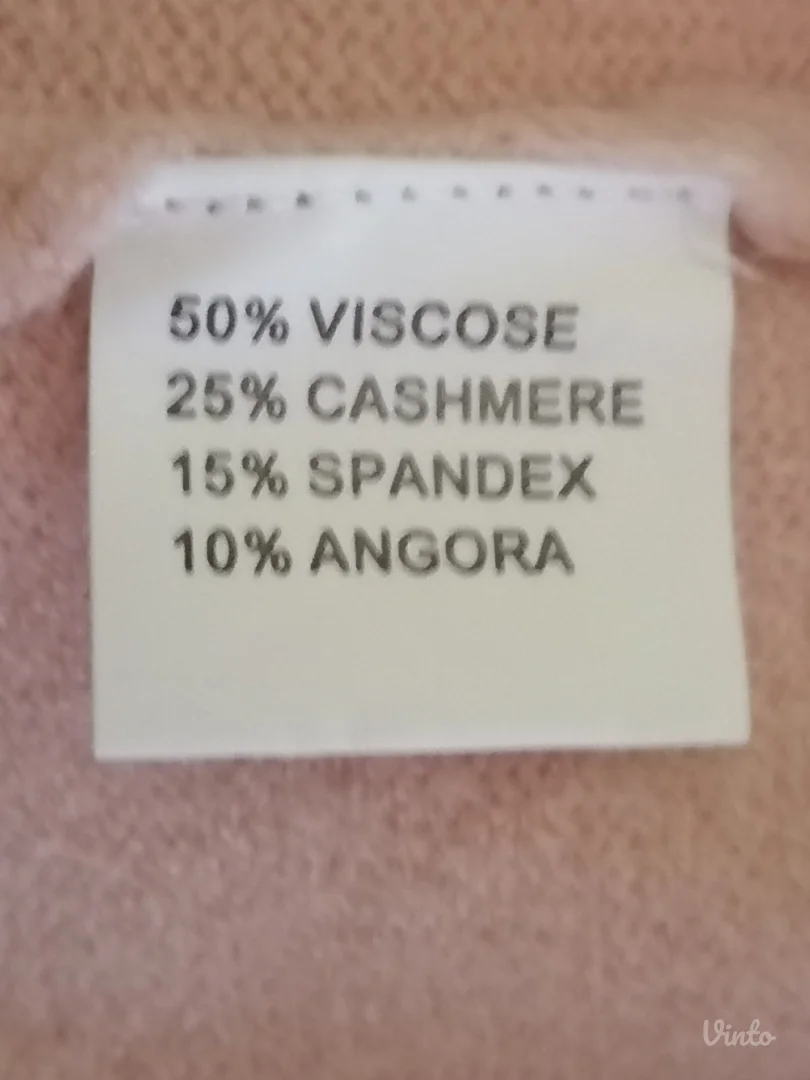 50% VISCOSE
25% CASHMERE
15% SPANDEX
10% ANGORA
Vinto